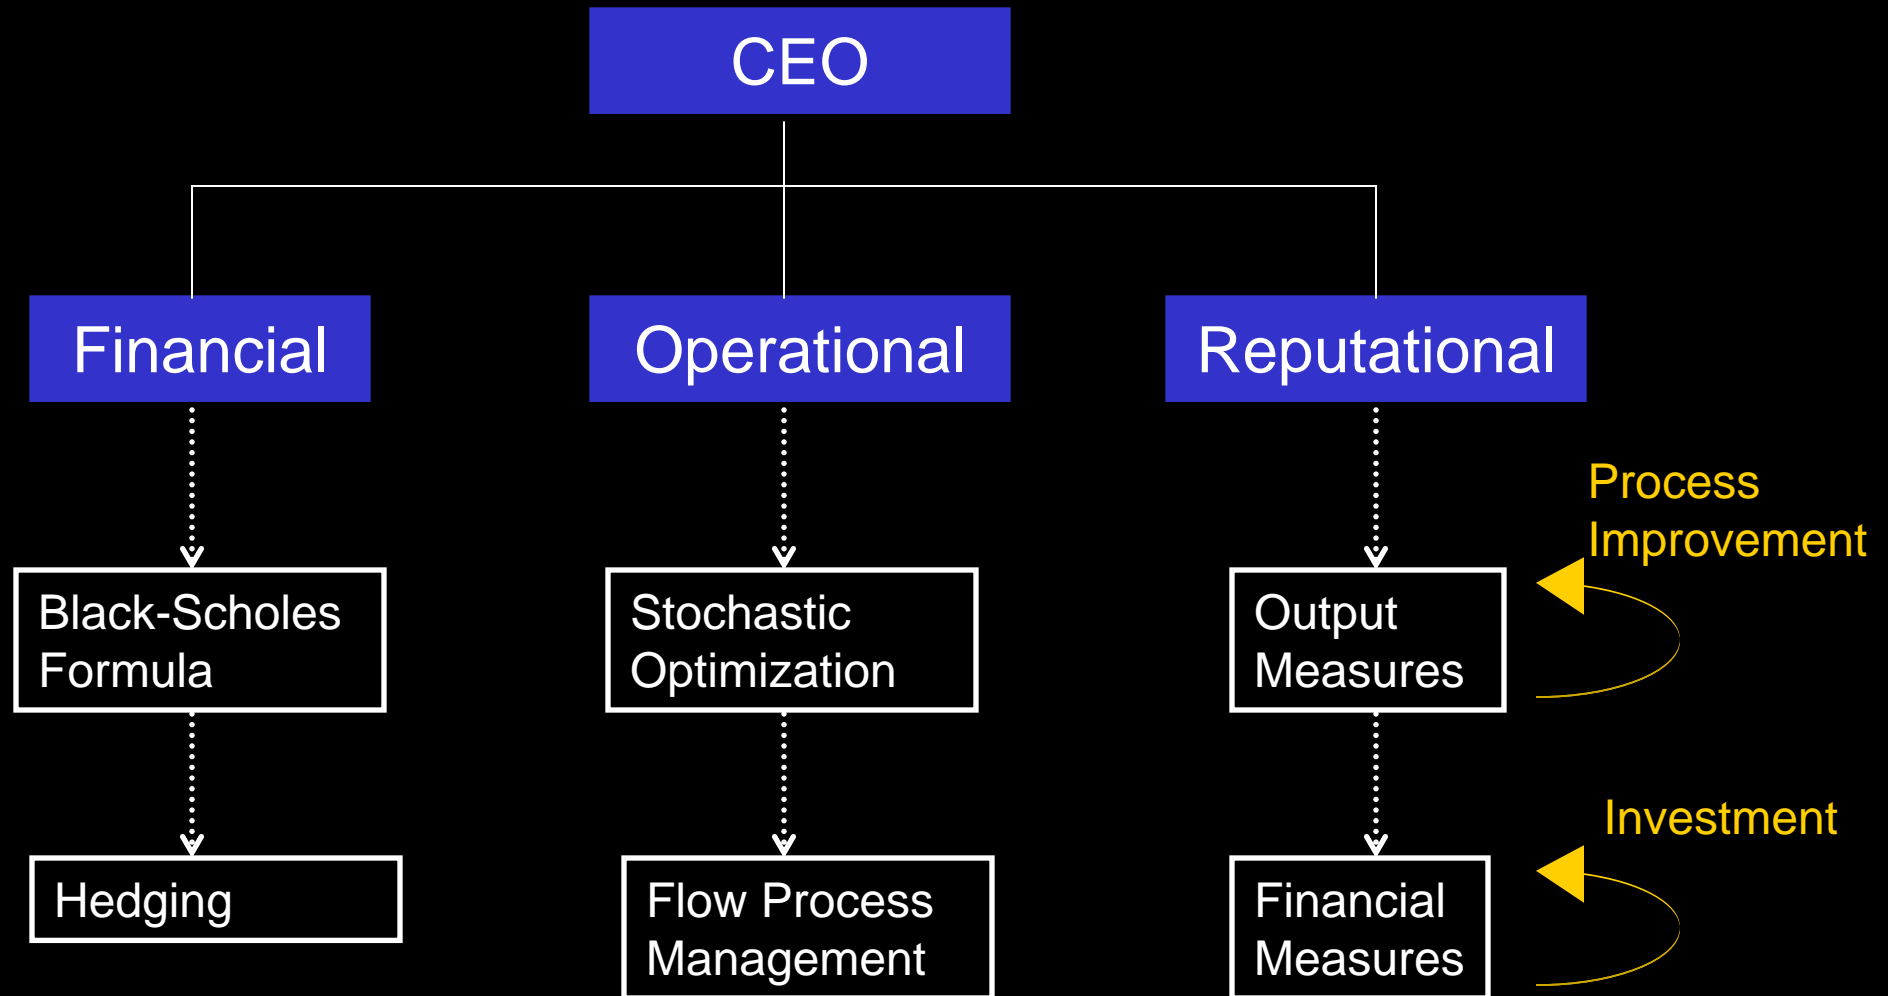 CEO
Financial
Operational
Reputational
Process
Improvement
Black-Scholes
Formula
Stochastic
Optimization
Output
Measures
Investment
Hedging
Flow Process
Management
Financial
Measures